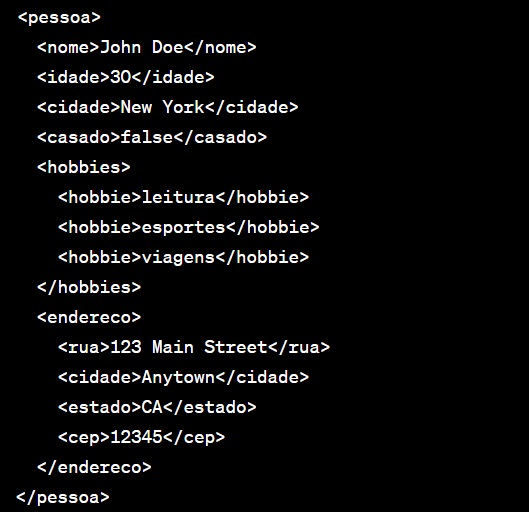 <pessoa>
  <nome>John Doe</nome>
  <idade>30</idade>
  <cidade>New York</cidade>
  <casado>false</casado>
  <hobbies>
    <hobbie>leitura</hobbie>
    <hobbie>esportes</hobbie>
    <hobbie>viagens</hobbie>
  </hobbies>
  <endereco>
    <rua>123 Main Street</rua>
    <cidade>Anytown</cidade>
    <estado>CA</estado>
    <cep>12345</cep>
  </endereco>
</pessoa>